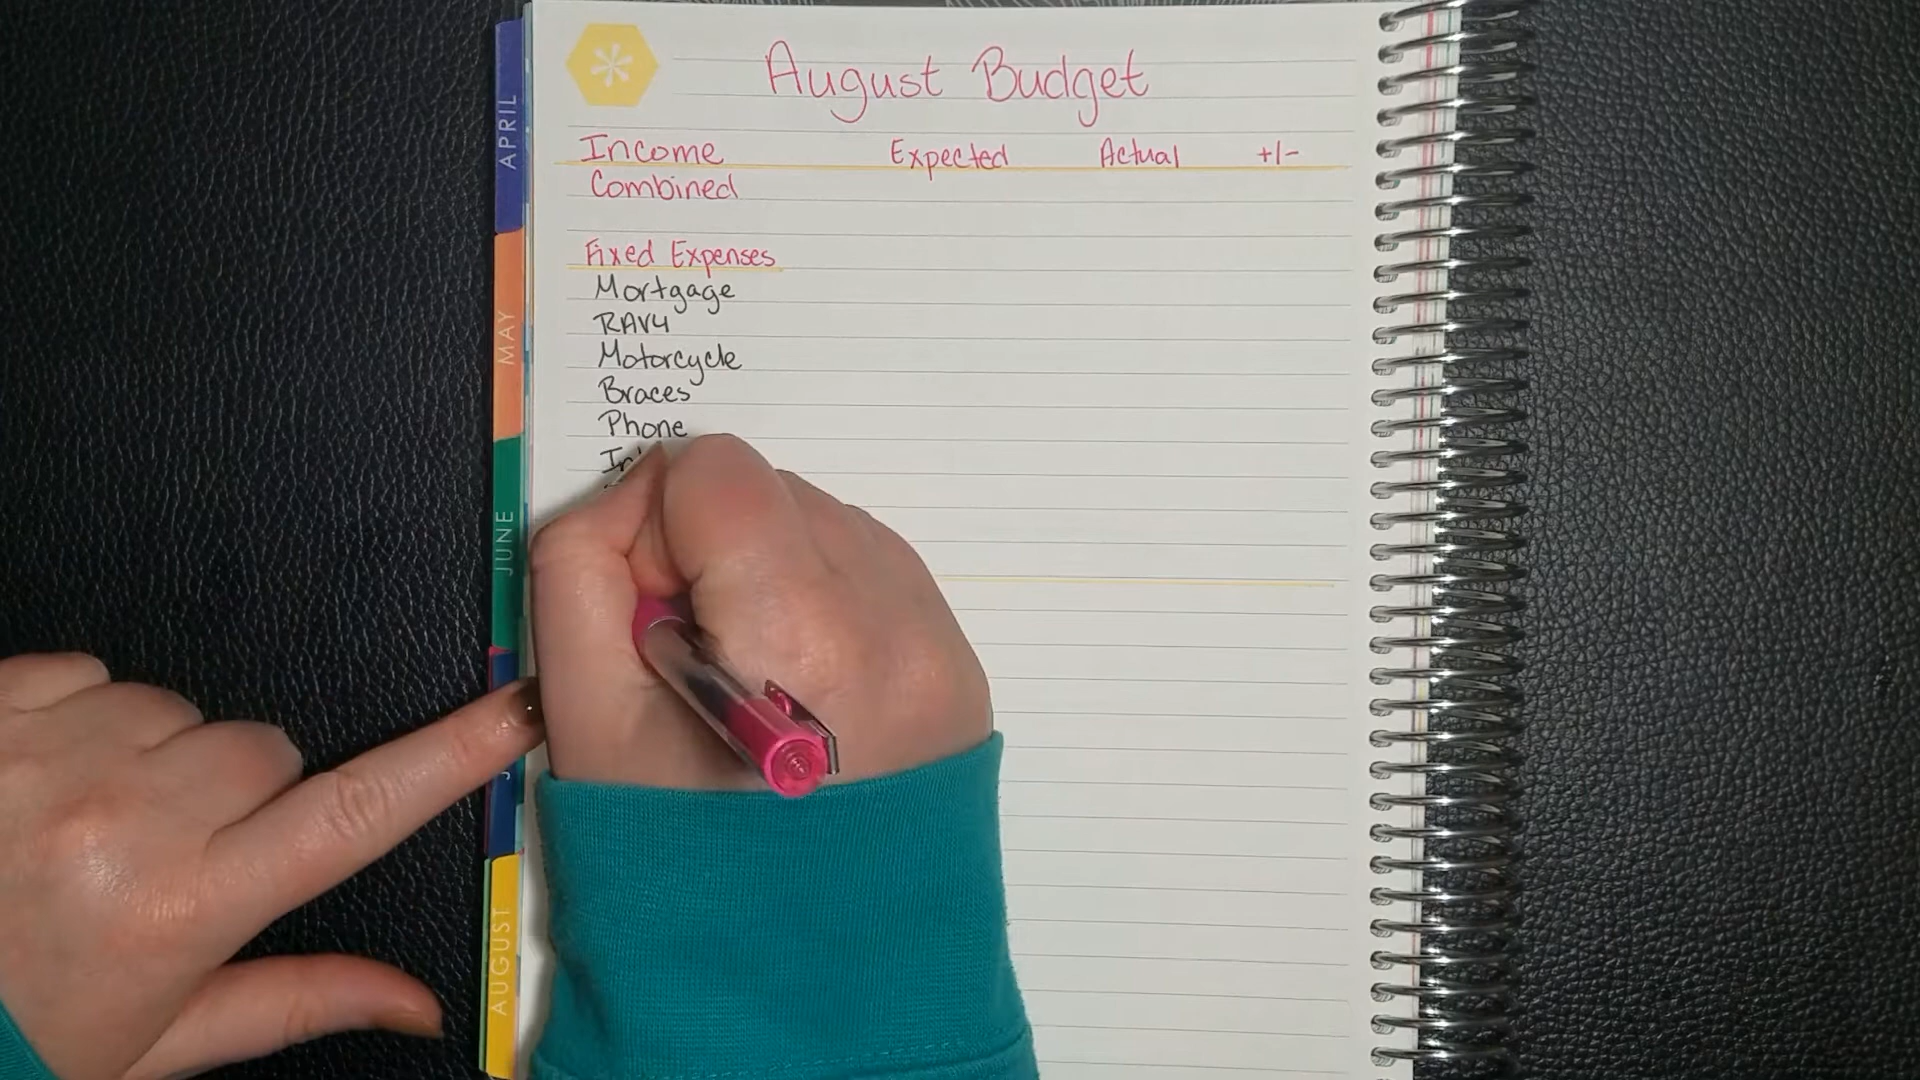 August Budget
Income Expected Actual +/-
Combined
Fixed Expenses
Mortgage
RAV4
Motorcycle
Braces
Phone
APRIL
MAY
JUNE
AUGUST